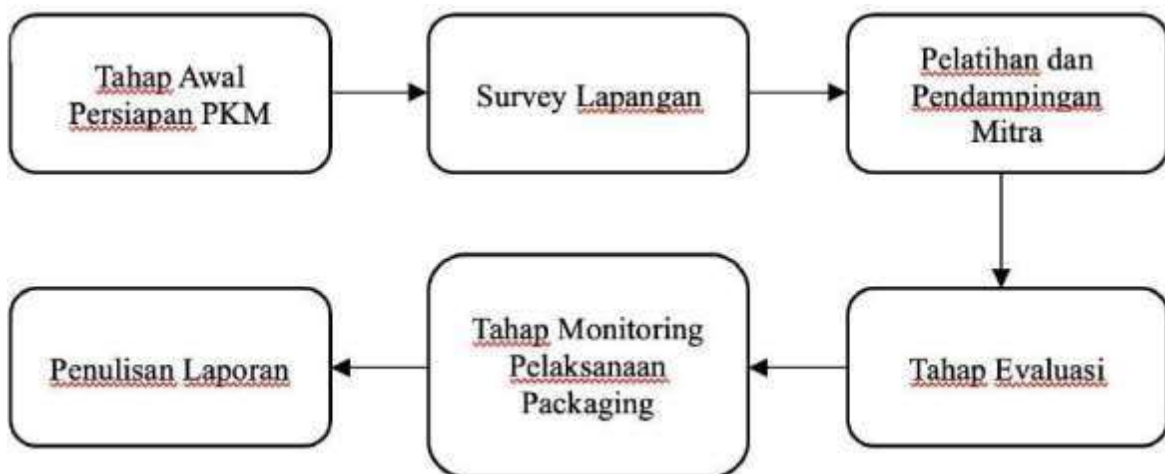 Tahap Awal
Persiapan PKM
Survey Lapangan
Pelatihan dan
Pendampingan
Mitra
Tahap Evaluasi
Tahap Monitoring
Pelaksanaan
Packaging
Penulisan Laporan